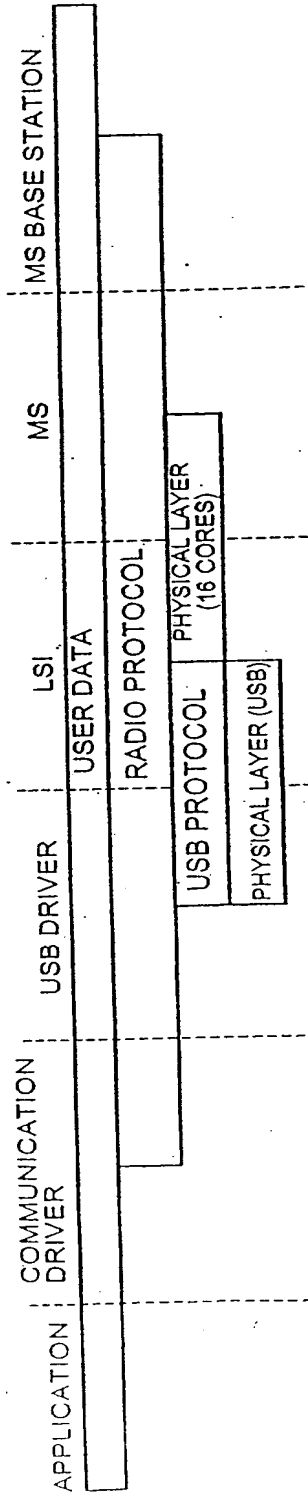 APPLICATION
COMMUNICATION
DRIVER
USB DRIVER
LSI
MS
MS BASE STATION
USER DATA
RADIO PROTOCOL
USB PROTOCOL
PHYSICAL LAYER
(16 CORES)
PHYSICAL LAYER (USB)